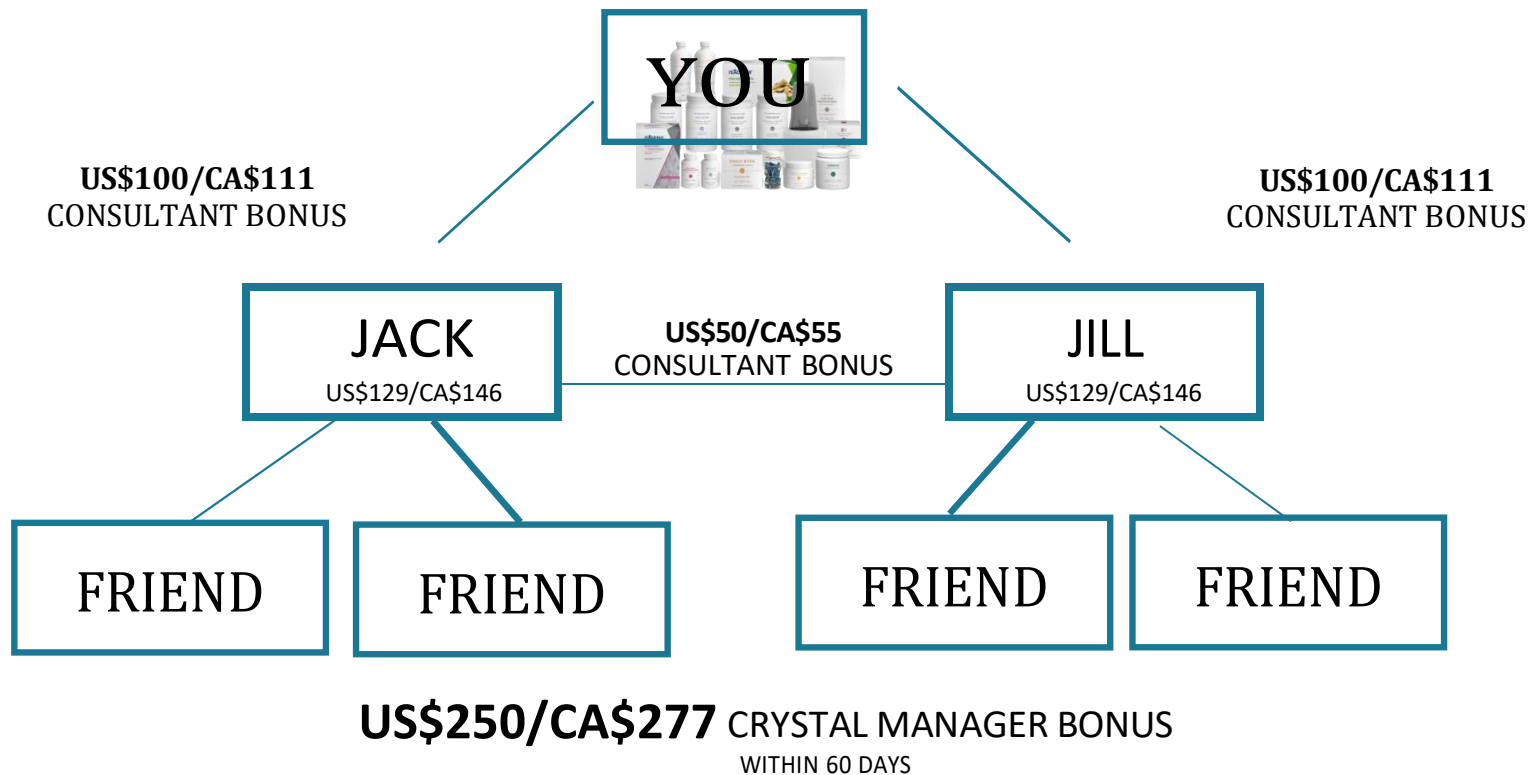 YOU
US$100/CA$111
CONSULTANT BONUS
US$100/CA$111
CONSULTANT BONUS
JACK
US$129/CA$146
US$50/CA$55
CONSULTANT BONUS
JILL
US$129/CA$146
FRIEND
FRIEND
FRIEND
FRIEND
US$250/CA$277 CRYSTAL MANAGER BONUS
WITHIN 60 DAYS